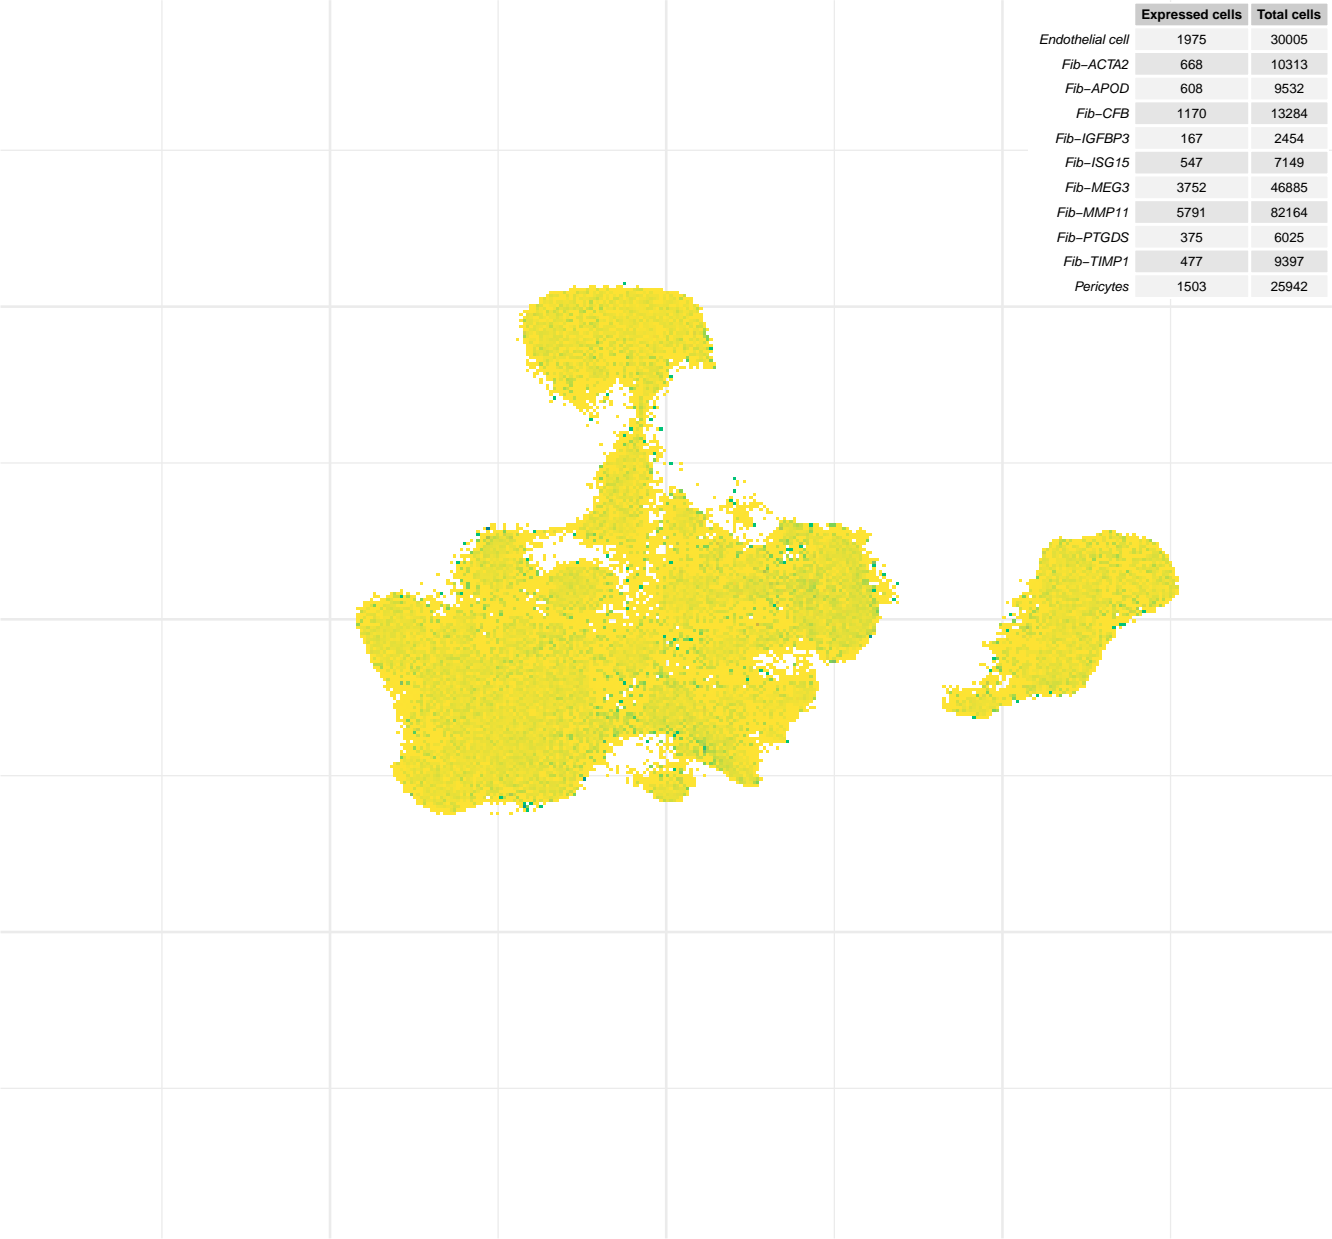 Expressed cells Total cells
Endothelial cell 1975 30005
Fib−ACTA2 668 10313
Fib−APOD 608 9532
Fib−CFB 1170 13284
Fib−IGFBP3 167 2454
Fib−ISG15 547 7149
Fib−MEG3 3752 46885
Fib−MMP11 5791 82164
Fib−PTGDS 375 6025
Fib−TIMP1 477 9397
Pericytes 1503 25942